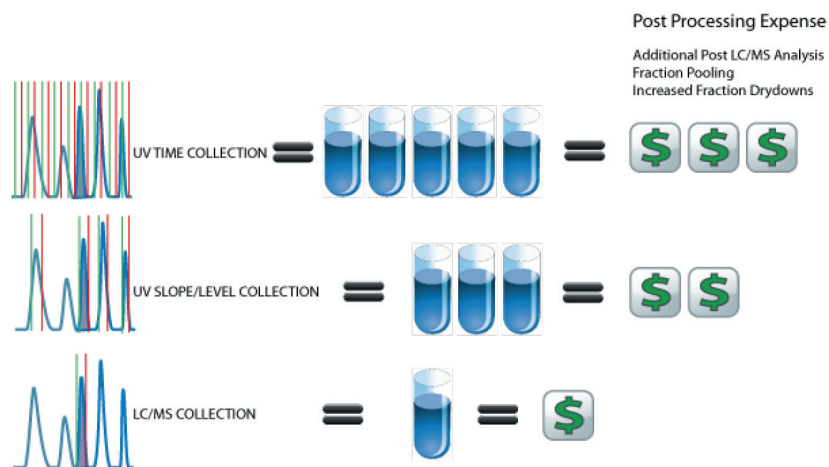 Post Processing Expense
Additional Post LC/MS Analysis
Fraction Pooling
Increased Fraction Drydowns
UV TIME COLLECTION
$ $ $
UV SLOPE/LEVEL COLLECTION
$ $
LC/MS COLLECTION
$